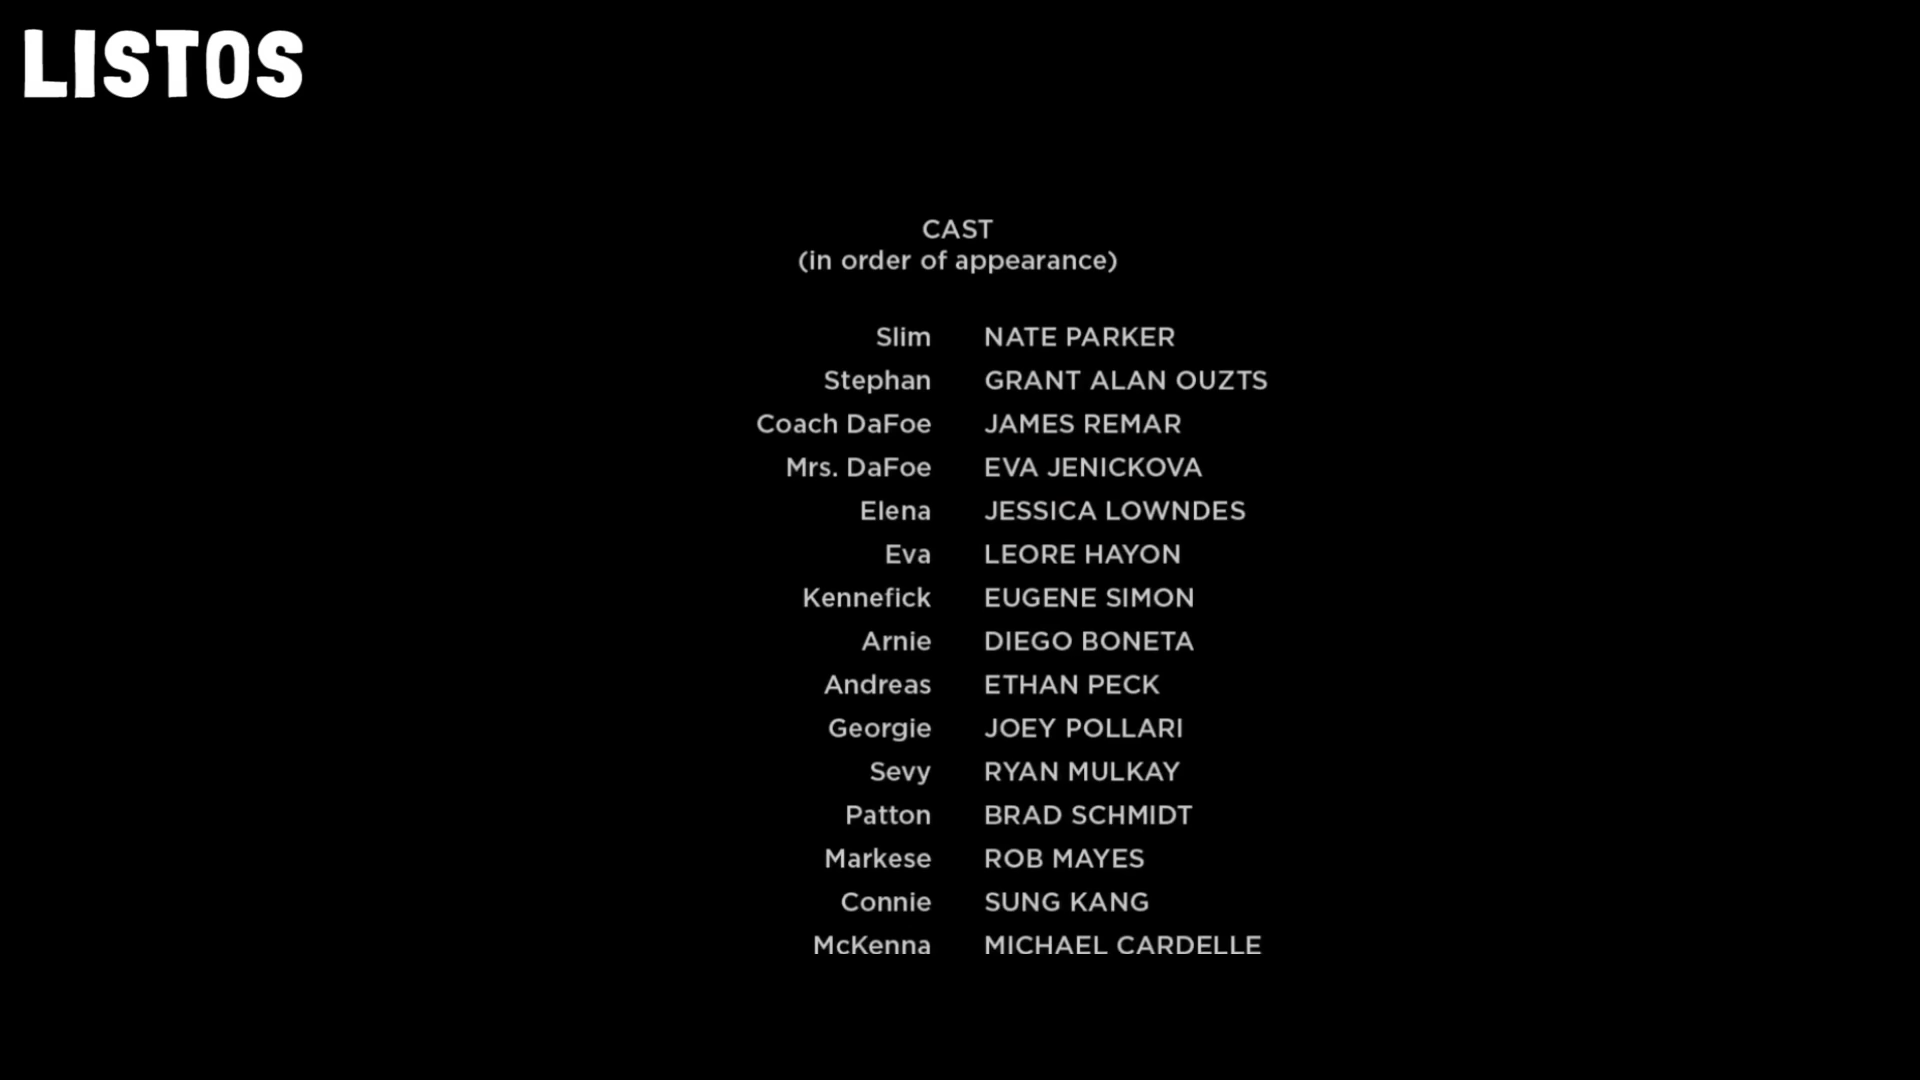 LISTOS
CAST
(in order of appearance)
Slim NATE PARKER
Stephan GRANT ALAN OUZTS
Coach DaFoe JAMES REMAR
Mrs. DaFoe EVA JENICKOVA
Elena JESSICA LOWNDES
Eva LEORE HAYON
Kennefick EUGENE SIMON
Arnie DIEGO BONETA
Andreas ETHAN PECK
Georgie JOEY POLLARI
Sevy RYAN MULKAY
Patton BRAD SCHMIDT
Markese ROB MAYES
Connie SUNG KANG
McKenna MICHAEL CARDELLE